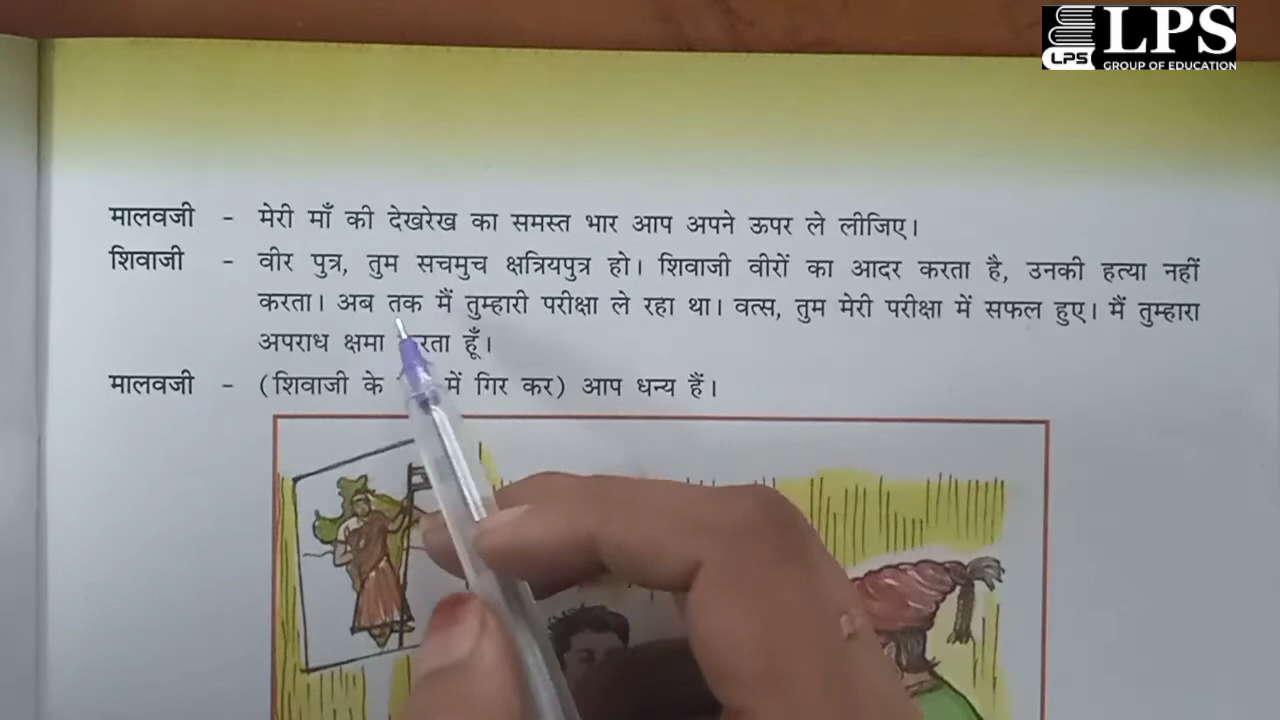 LPS
LPS
GROUP OF EDUCATION
मालवजी - मेरी माँ की देखरेख का समस्त भार आप अपने ऊपर ले लीजिए।
शिवाजी - वीर पुत्र, तुम सचमुच क्षत्रियपुत्र हो। शिवाजी वीरों का आदर करता है, उनकी हत्या नहीं
करता। अब तक मैं तुम्हारी परीक्षा ले रहा था। वत्स, तुम मेरी परीक्षा में सफल हुए। मैं तुम्हारा
अपराध क्षमा हूँ।
मालवजी - (शिवाजी के में गिर कर) आप धन्य हैं।